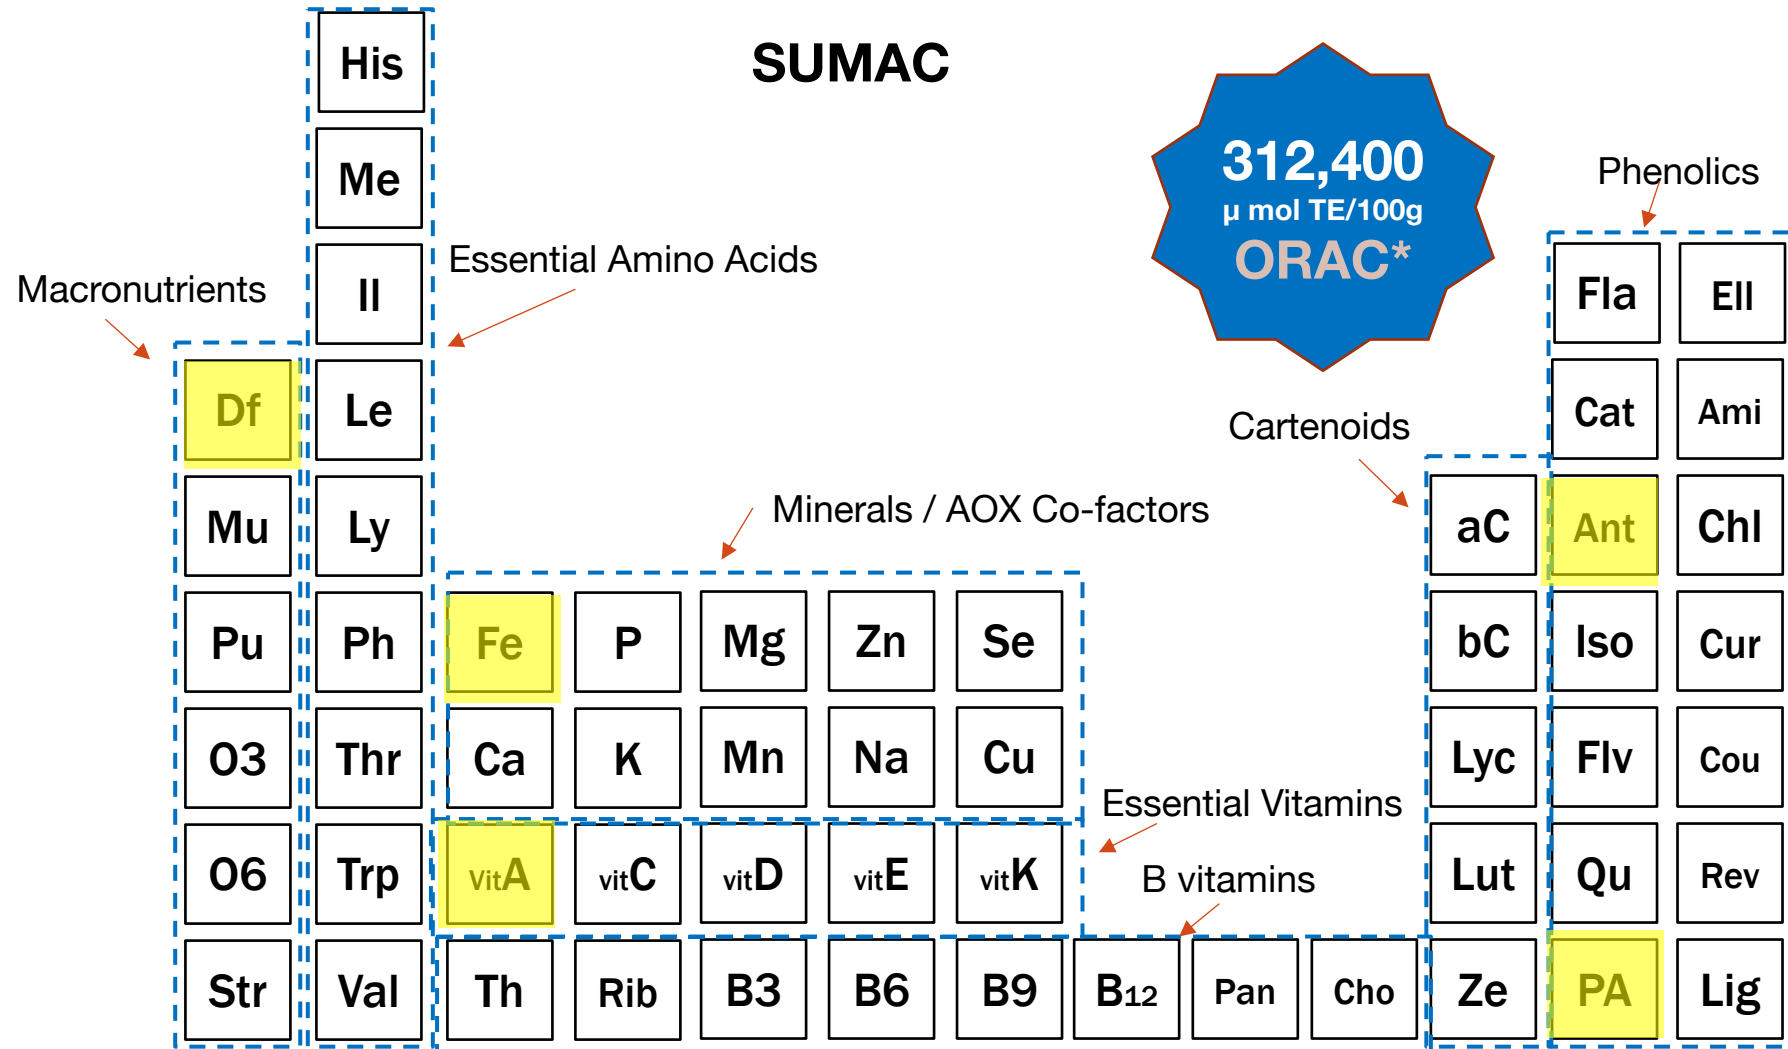 SUMAC
312,400
µ mol TE/100g
ORAC*
Macronutrients
Essential Amino Acids
Minerals / AOX Co-factors
Essential Vitamins
B vitamins
Cartenoids
Phenolics
His
Me
Il Fla Ell
Df Le Cat Ami
Mu Ly aC Ant Chl
Pu Ph Fe P Mg Zn Se bC Iso Cur
O3 Thr Ca K Mn Na Cu Lyc Flv Cou
O6 Trp vitA vitC vitD vitE vitK Lut Qu Rev
Str Val Th Rib B3 B6 B9 B12 Pan Cho Ze PA Lig